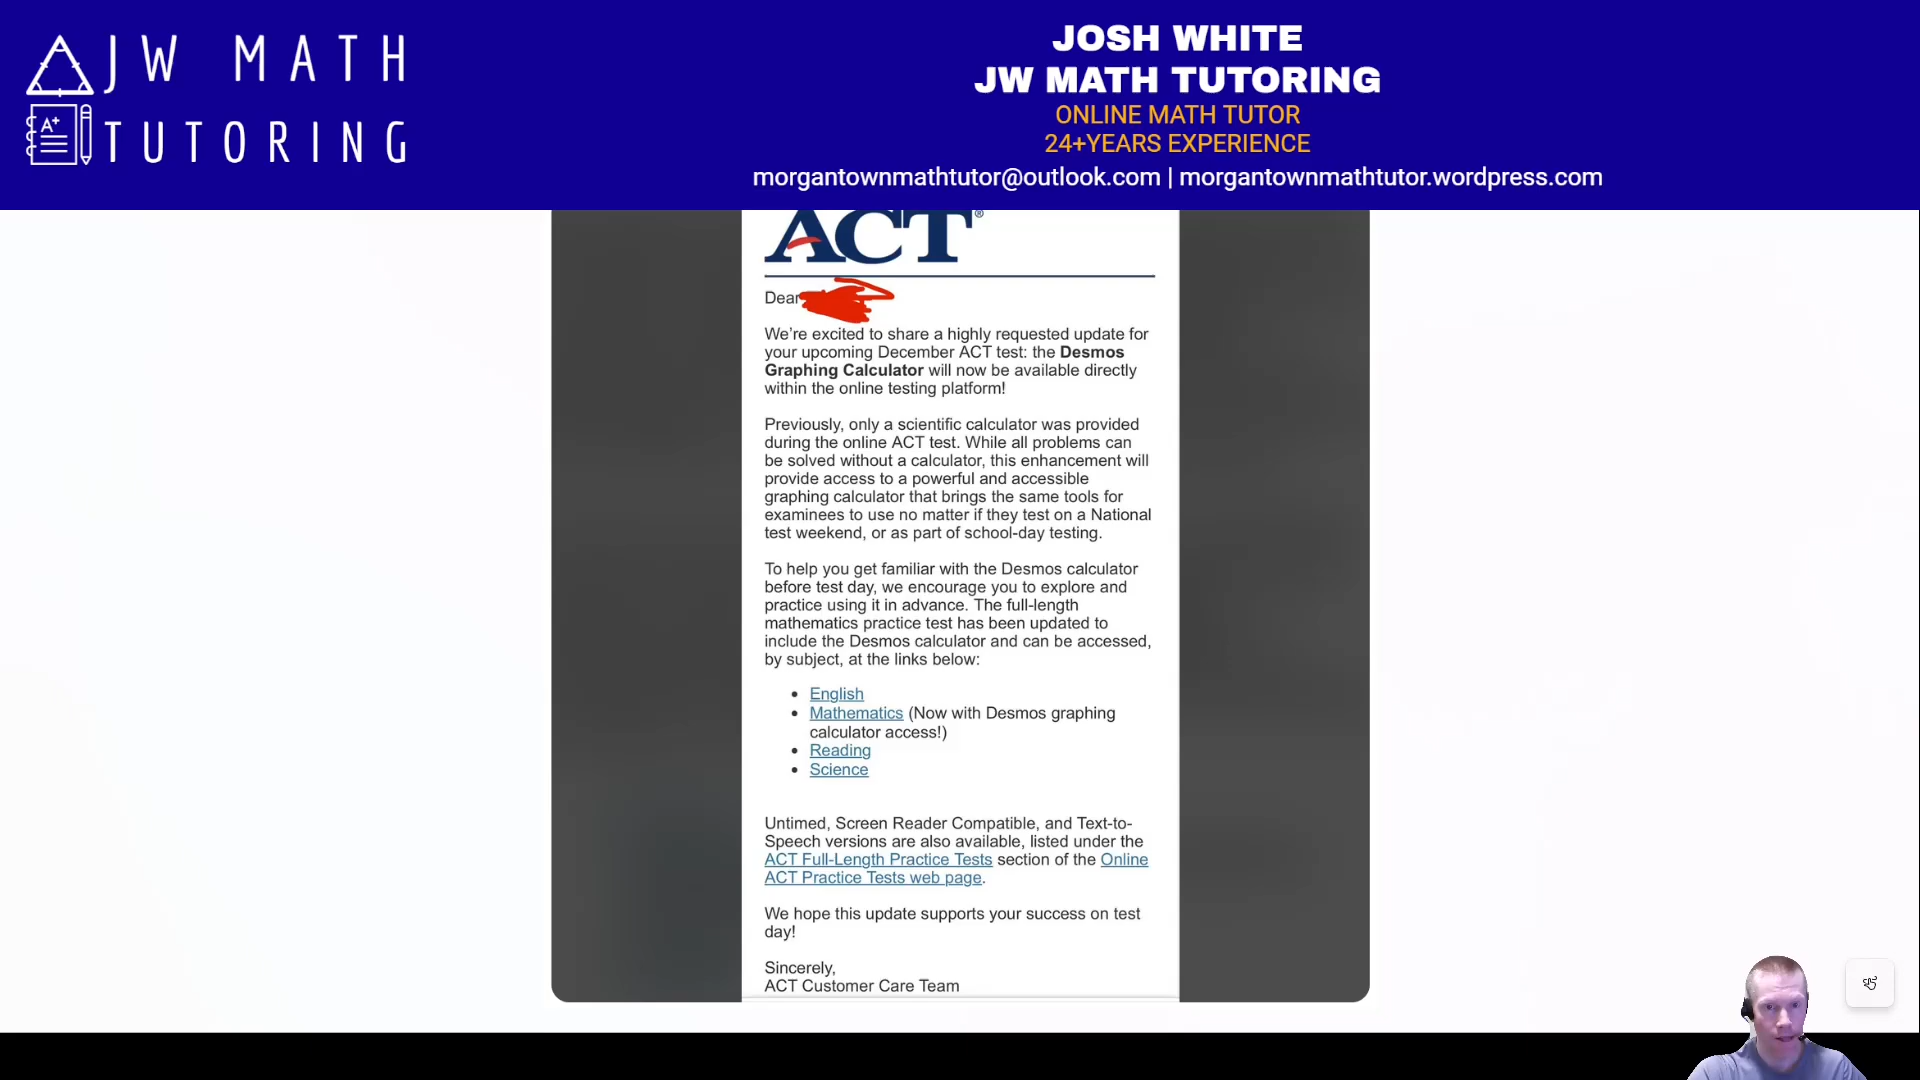 JW MATH
A+
TUTORING
JOSH WHITE
JW MATH TUTORING
ONLINE MATH TUTOR
24+YEARS EXPERIENCE
morgantownmathtutor@outlook.com | morgantownmathtutor.wordpress.com
ACT®
Dear
We're excited to share a highly requested update for
your upcoming December ACT test: the Desmos
Graphing Calculator will now be available directly
within the online testing platform!
Previously, only a scientific calculator was provided
during the online ACT test. While all problems can
be solved without a calculator, this enhancement will
provide access to a powerful and accessible
graphing calculator that brings the same tools for
examinees to use no matter if they test on a National
test weekend, or as part of school-day testing.
To help you get familiar with the Desmos calculator
before test day, we encourage you to explore and
practice using it in advance. The full-length
mathematics practice test has been updated to
include the Desmos calculator and can be accessed,
by subject, at the links below:
• English
• Mathematics (Now with Desmos graphing
calculator access!)
• Reading
• Science
Untimed, Screen Reader Compatible, and Text-to-
Speech versions are also available, listed under the
ACT Full-Length Practice Tests section of the Online
ACT Practice Tests web page.
We hope this update supports your success on test
day!
Sincerely,
ACT Customer Care Team